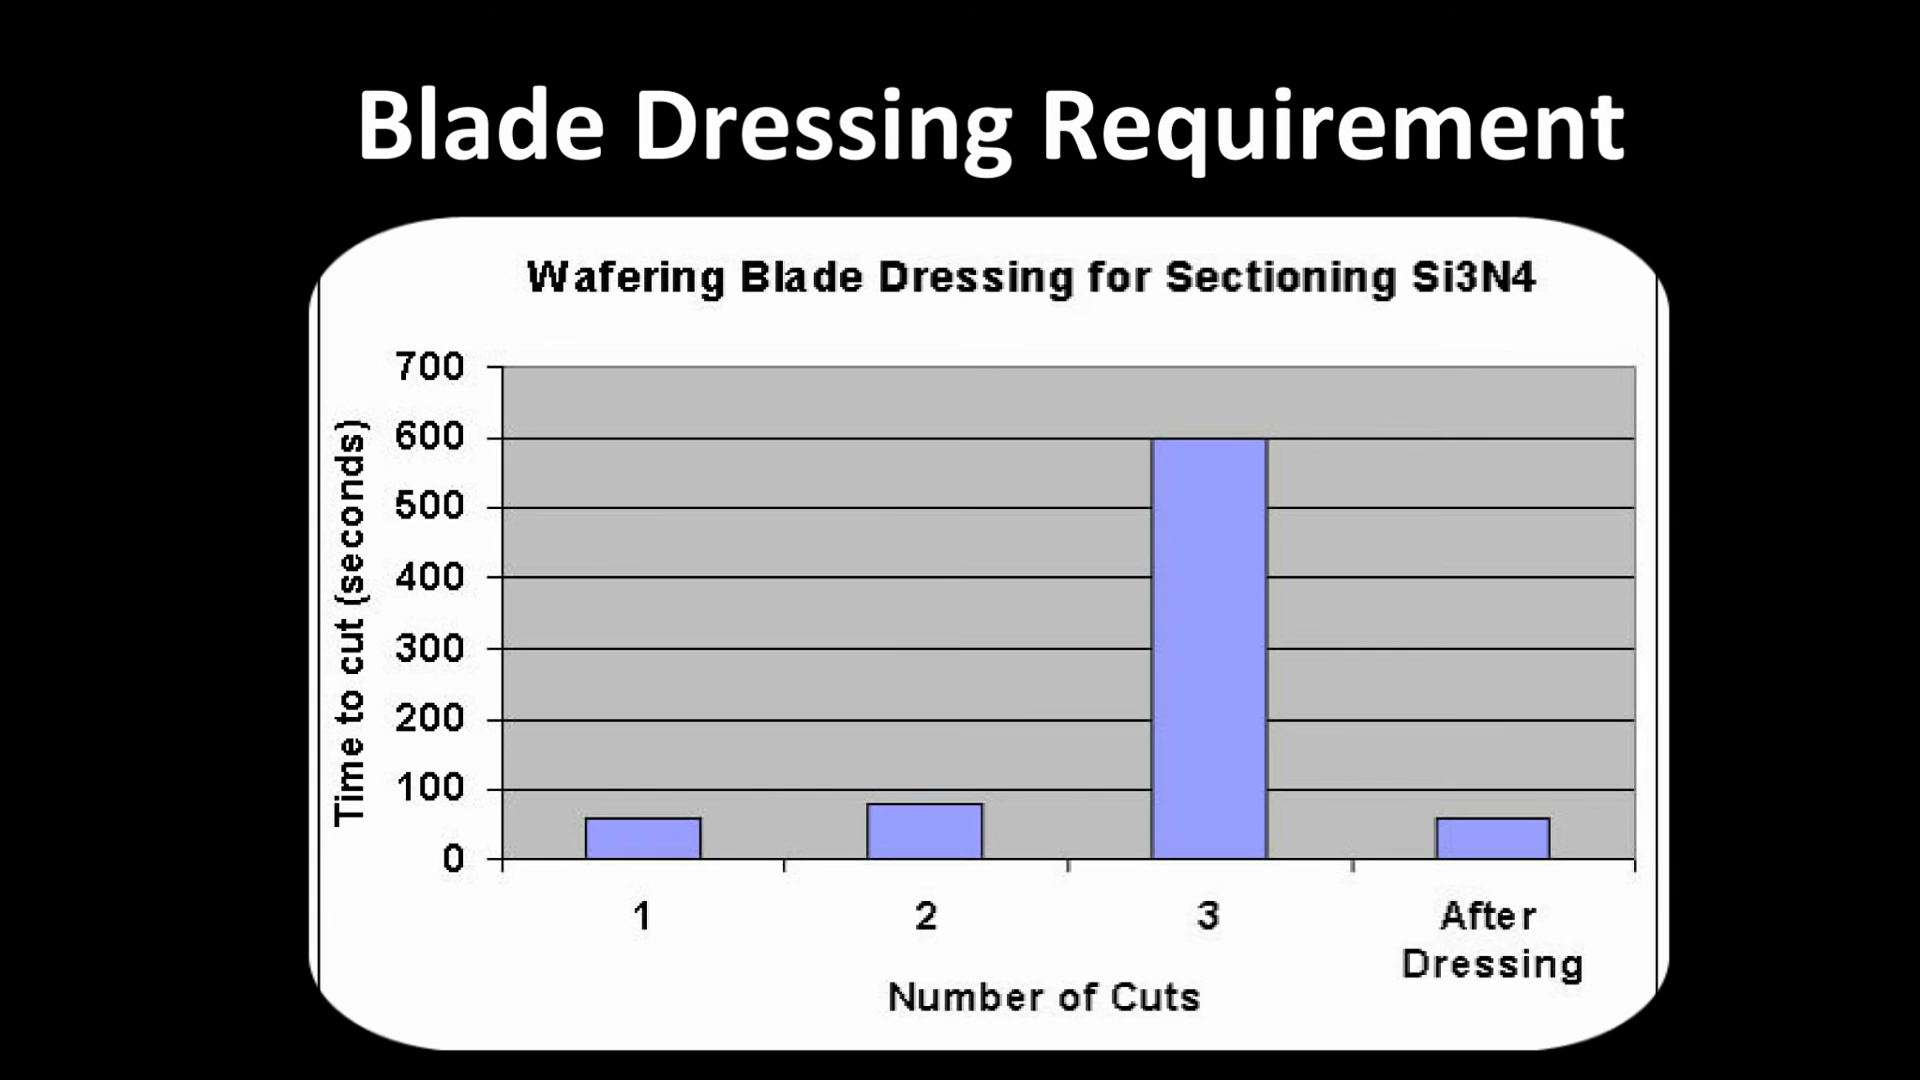 Blade Dressing Requirement
Wafering Blade Dressing for Sectioning Si3N4
700
600
500
400
300
200
100
0
Time to cut (seconds)
1 2 3 After
Dressing
Number of Cuts